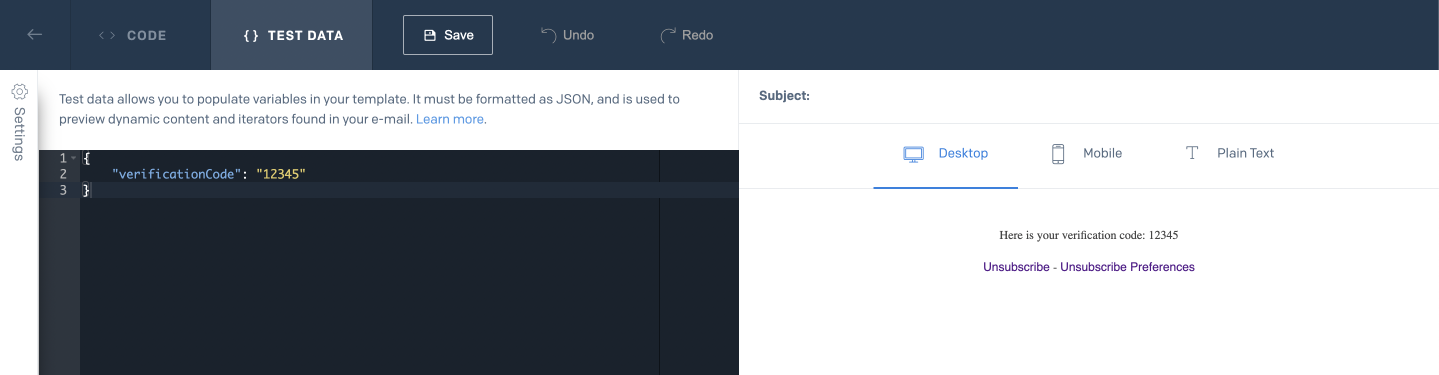 < > CODE
{ } TEST DATA
Save
Undo
Redo
Settings
Test data allows you to populate variables in your template. It must be formatted as JSON, and is used to
preview dynamic content and iterators found in your e-mail. Learn more.
1 {
2 "verificationCode": "12345"
3 }
Subject:
Desktop
Mobile
Plain Text
Here is your verification code: 12345
Unsubscribe - Unsubscribe Preferences